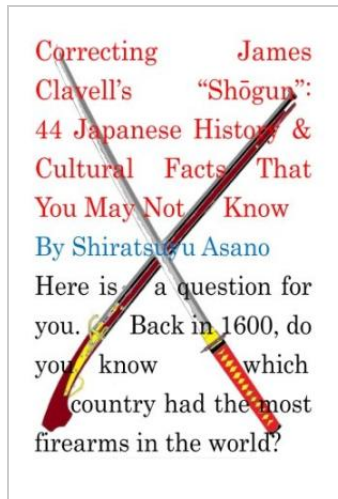 Correcting James
Clavell’s “Shōgun”:
44 Japanese History &
Cultural Facts That
You May Not Know
By Shiratsuyu Asano
Here is a question for
you. Back in 1600, do
you know which
country had the most
firearms in the world?